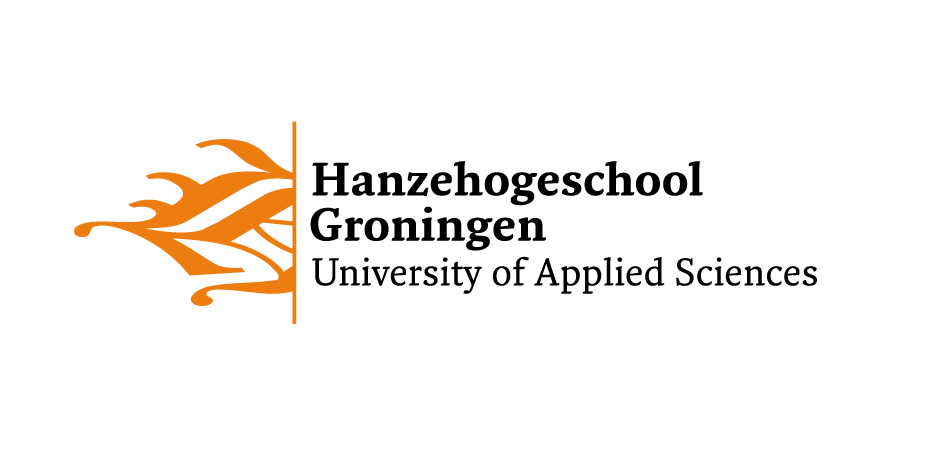 Hanzehogeschool
Groningen
University of Applied Sciences